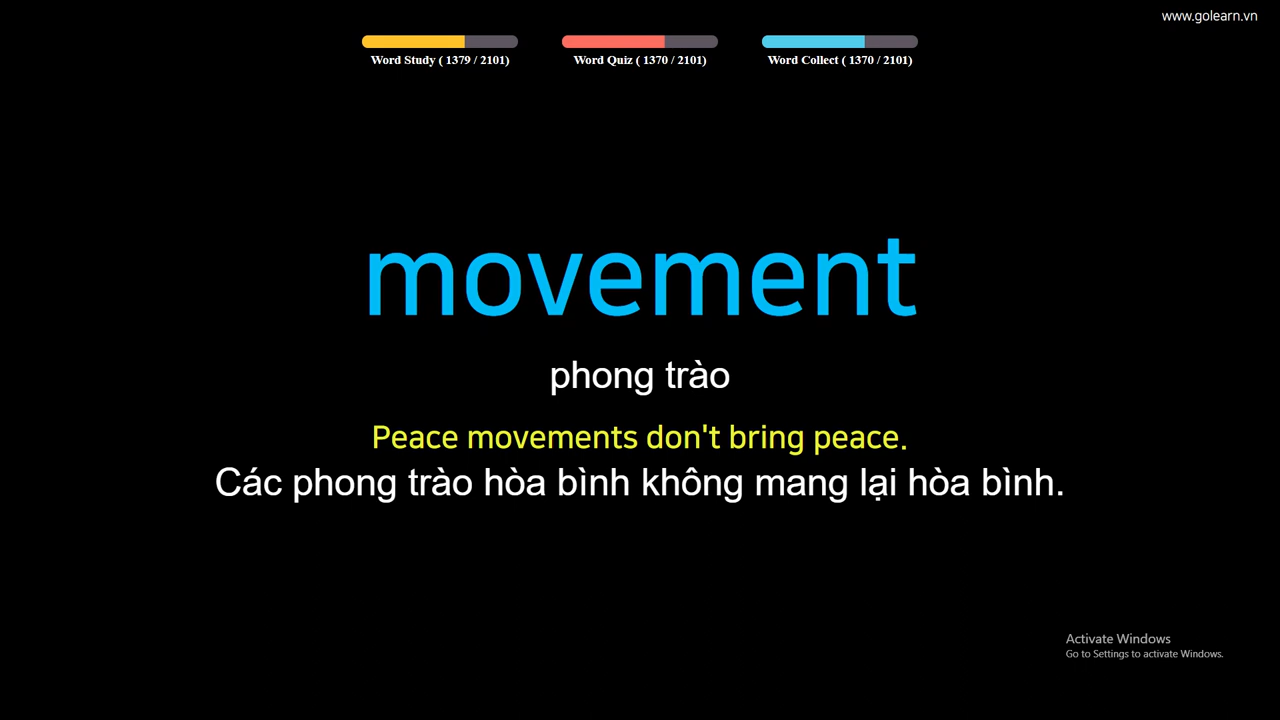 www.golearn.vn
Word Study ( 1379 / 2101)
Word Quiz ( 1370 / 2101)
Word Collect ( 1370 / 2101)
movement
phong trào
Peace movements don't bring peace.
Các phong trào hòa bình không mang lại hòa bình.
Activate Windows
Go to Settings to activate Windows.